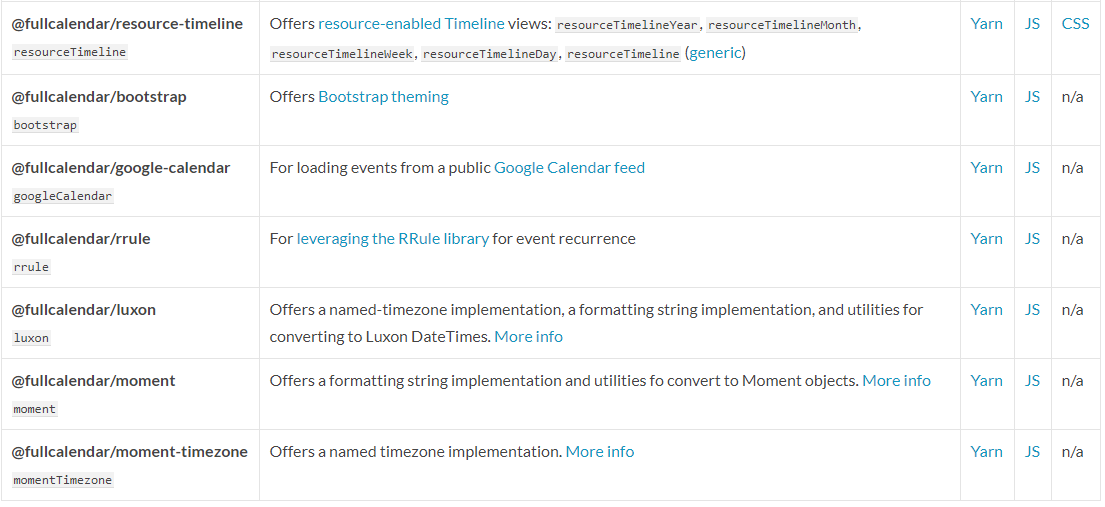 @fullcalendar/resource-timeline Offers resource-enabled Timeline views: resourceTimelineYear, resourceTimelineMonth, Yarn JS CSS
resourceTimeline resourceTimelineWeek, resourceTimelineDay, resourceTimeline (generic)
@fullcalendar/bootstrap Offers Bootstrap theming Yarn JS n/a
bootstrap
@fullcalendar/google-calendar For loading events from a public Google Calendar feed Yarn JS n/a
googleCalendar
@fullcalendar/rrule For leveraging the RRule library for event recurrence Yarn JS n/a
rrule
@fullcalendar/luxon Offers a named-timezone implementation, a formatting string implementation, and utilities for Yarn JS n/a
luxon converting to Luxon DateTimes. More info
@fullcalendar/moment Offers a formatting string implementation and utilities fo convert to Moment objects. More info Yarn JS n/a
moment
@fullcalendar/moment-timezone Offers a named timezone implementation. More info Yarn JS n/a
momentTimezone